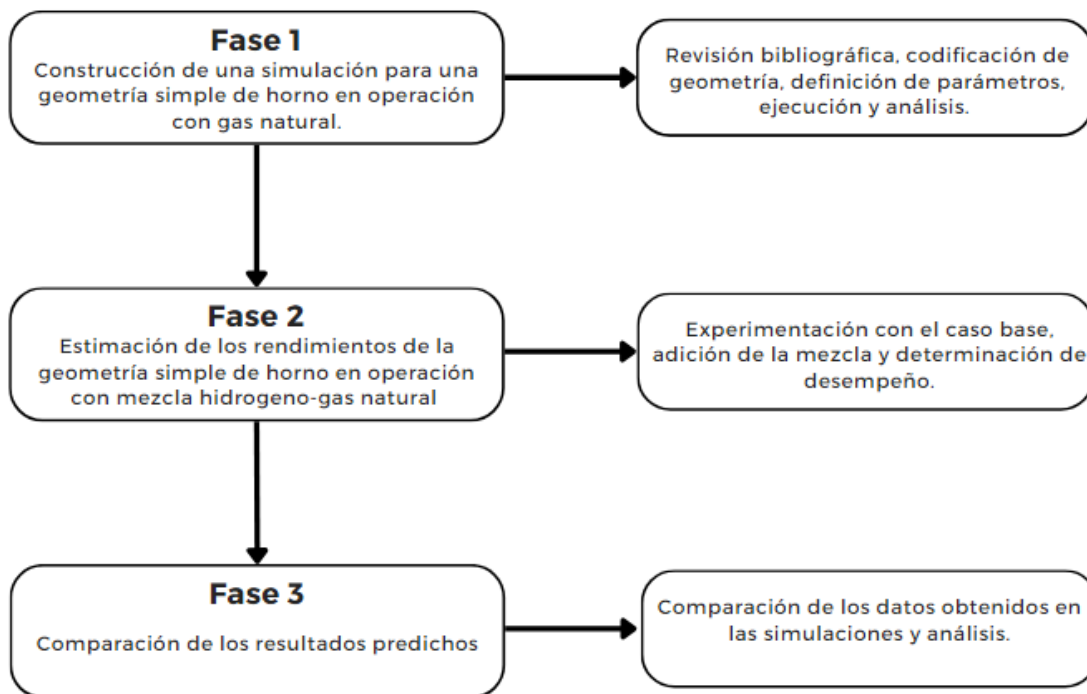 Fase 1
Construcción de una simulación para una
geometría simple de horno en operación
con gas natural.
Revisión bibliográfica, codificación de
geometría, definición de parámetros,
ejecución y análisis.
Fase 2
Estimación de los rendimientos de la
geometría simple de horno en operación
con mezcla hidrogeno-gas natural
Experimentación con el caso base,
adición de la mezcla y determinación de
desempeño.
Fase 3
Comparación de los resultados predichos
Comparación de los datos obtenidos en
las simulaciones y análisis.